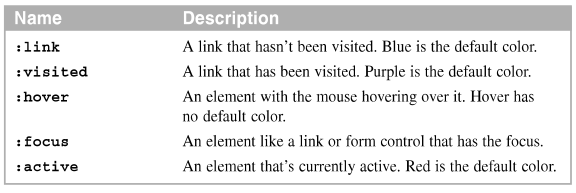 Name Description
:link A link that hasn't been visited. Blue is the default color.
:visited A link that has been visited. Purple is the default color.
:hover An element with the mouse hovering over it. Hover has
no default color.
:focus An element like a link or form control that has the focus.
:active An element that's currently active. Red is the default color.